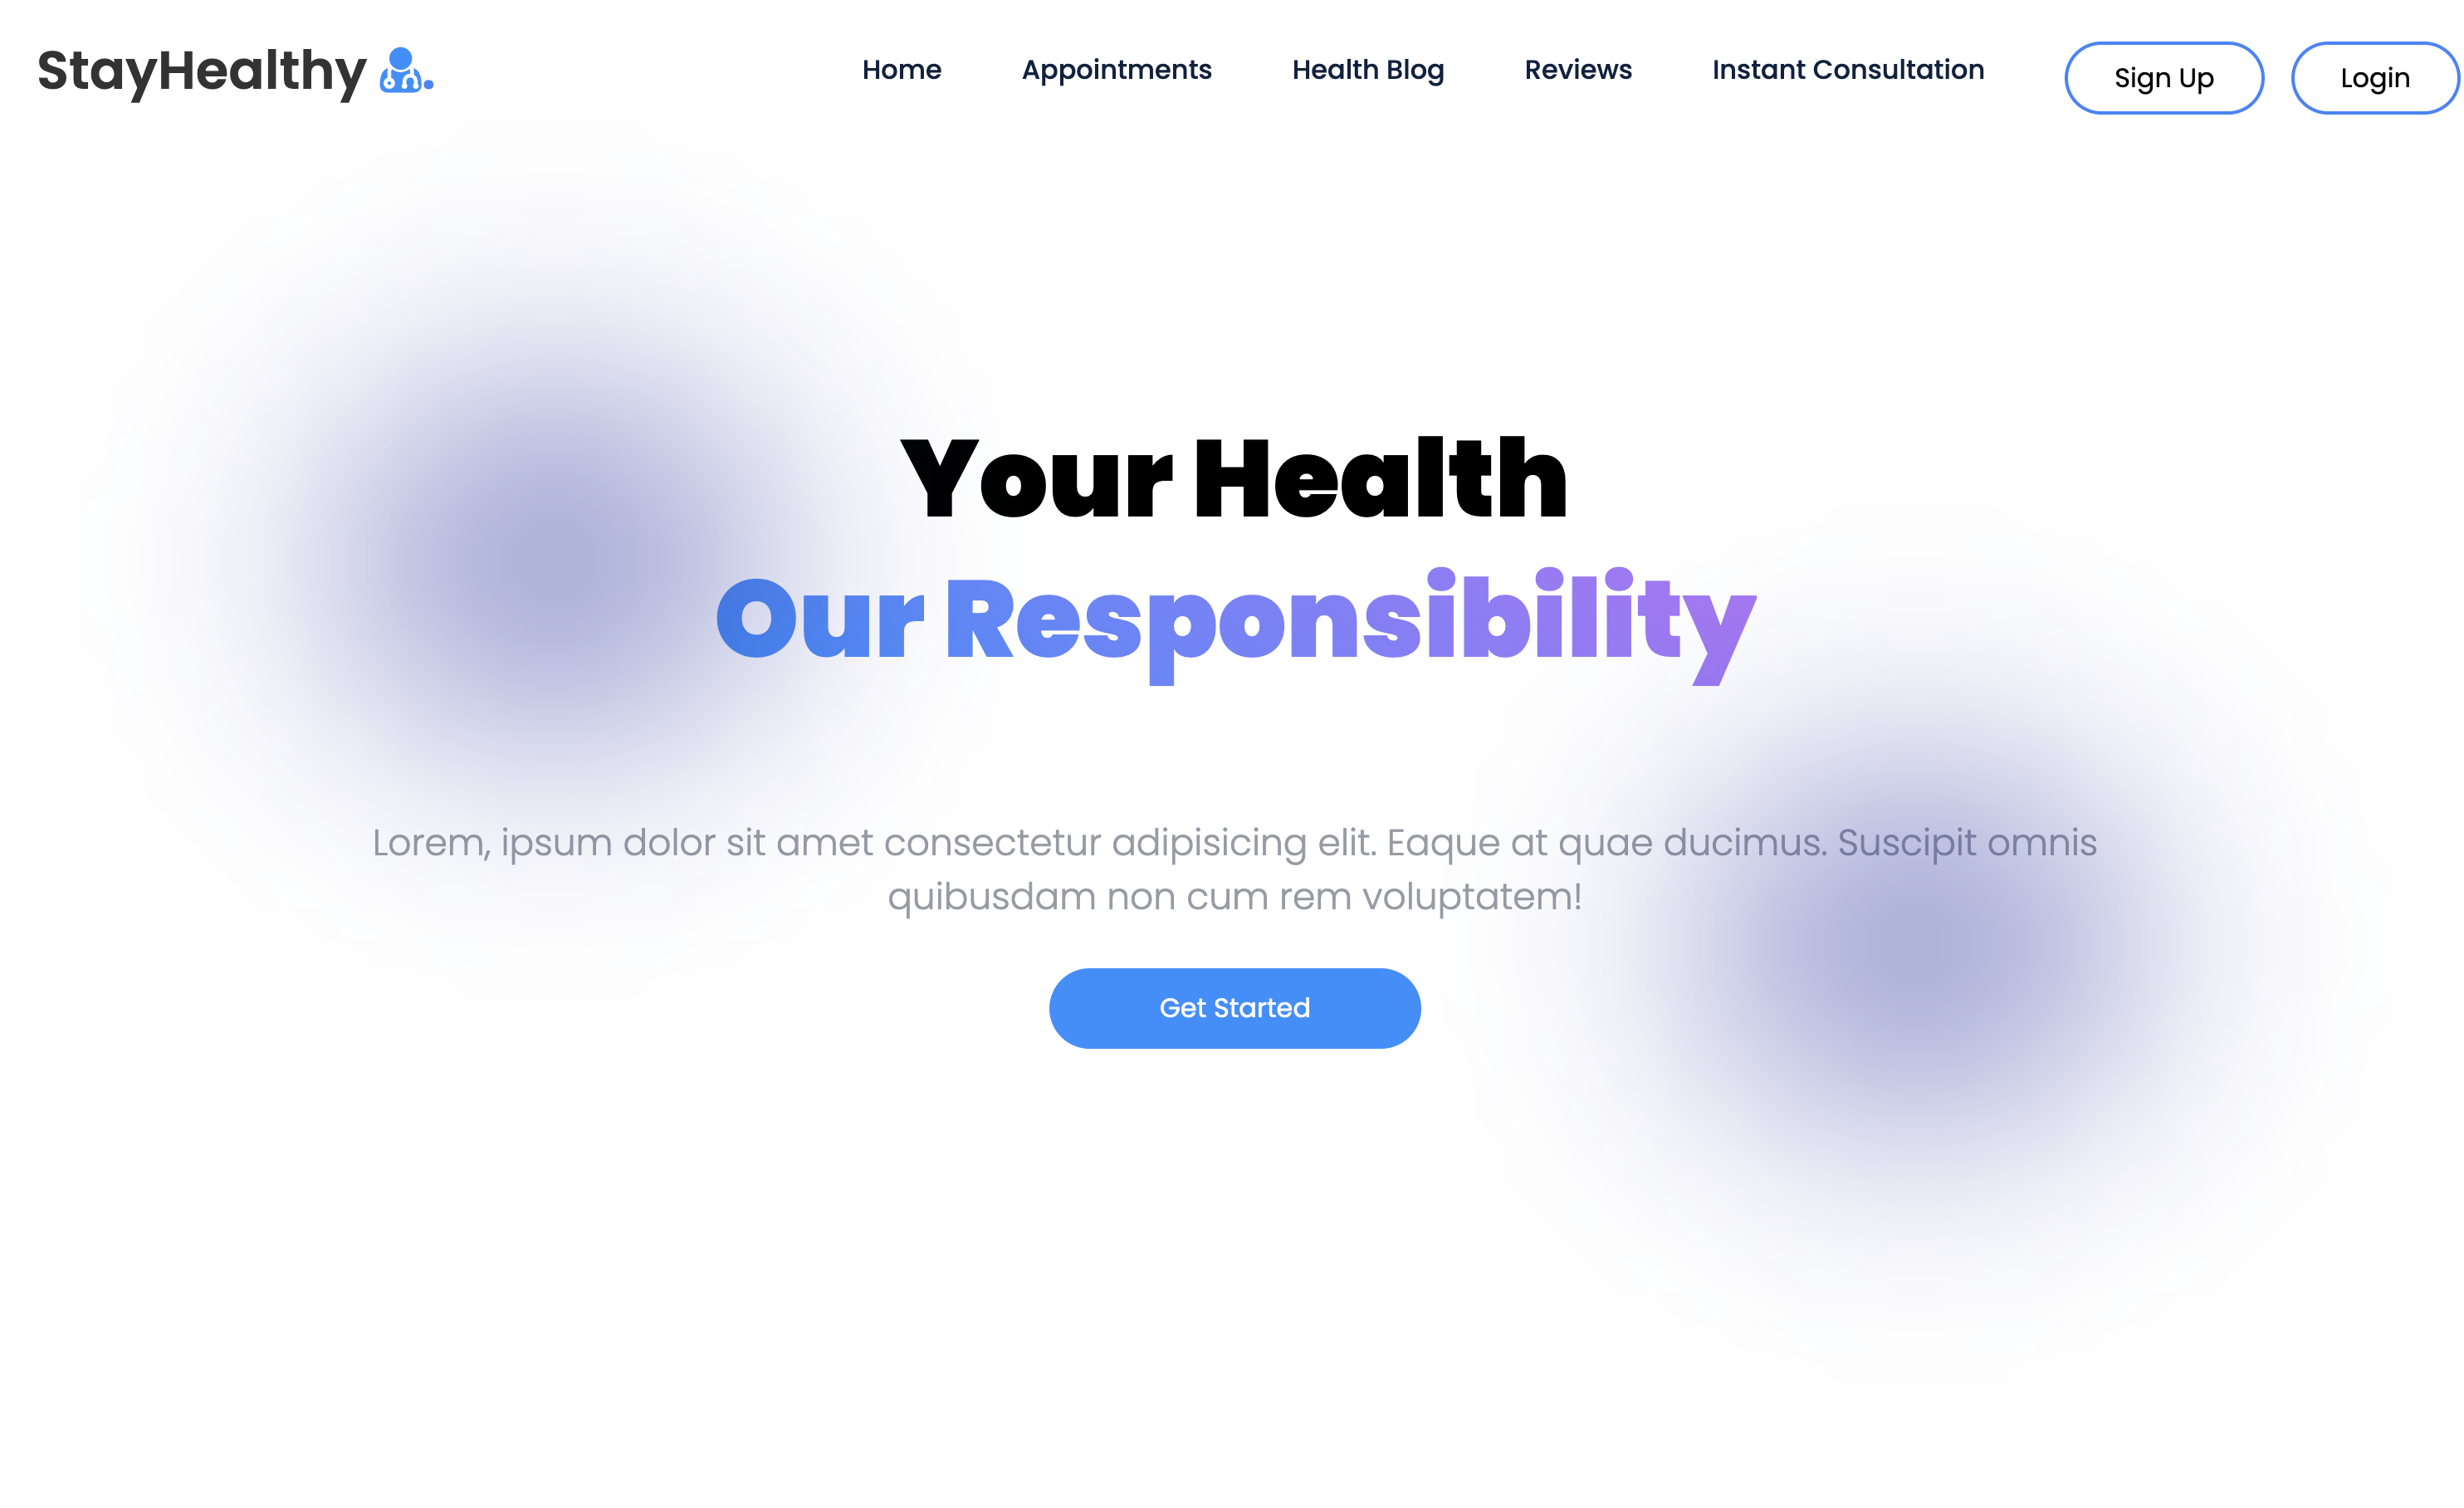 StayHealthy
Home
Appointments
Health Blog
Reviews
Instant Consultation
Sign Up
Login
Your Health
Our Responsibility
Lorem, ipsum dolor sit amet consectetur adipisicing elit. Eaque at quae ducimus. Suscipit omnis
quibusdam non cum rem voluptatem!
Get Started